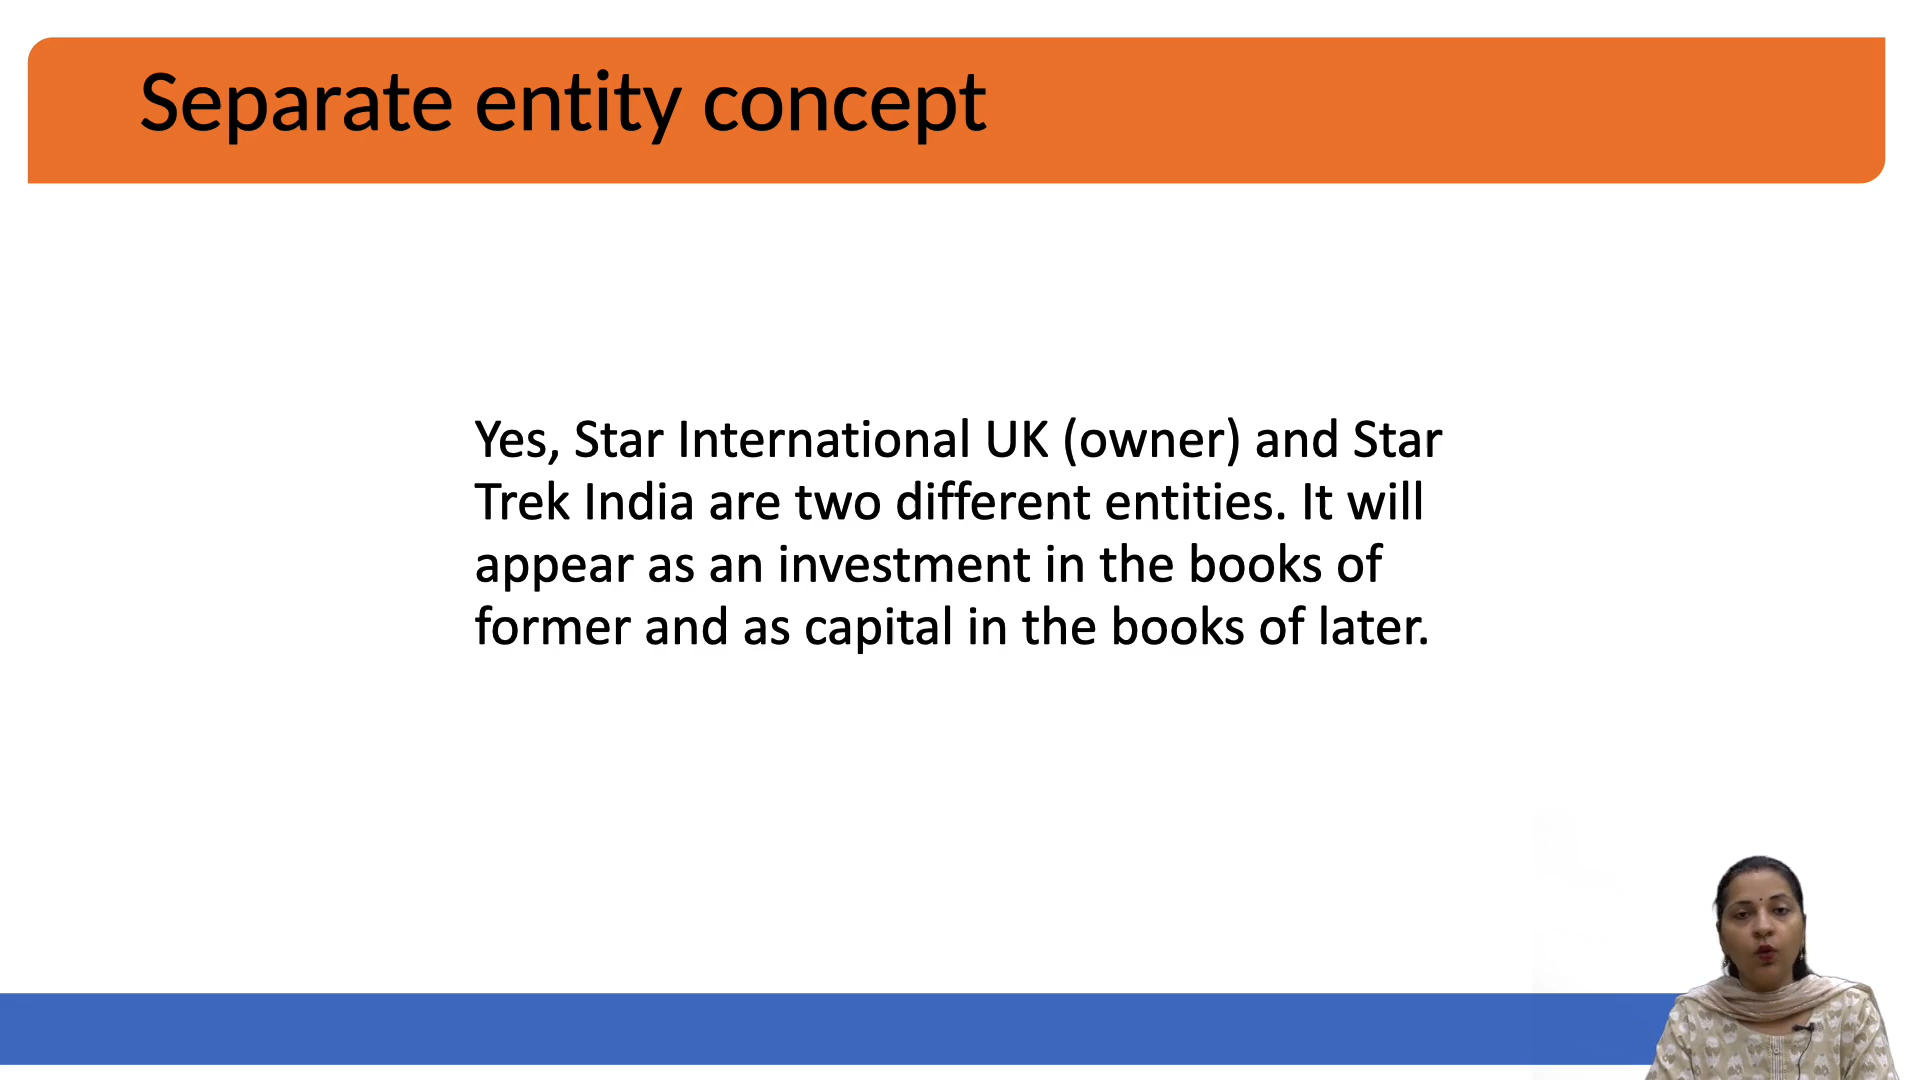 Separate entity concept
Yes, Star International UK (owner) and Star
Trek India are two different entities. It will
appear as an investment in the books of
former and as capital in the books of later.